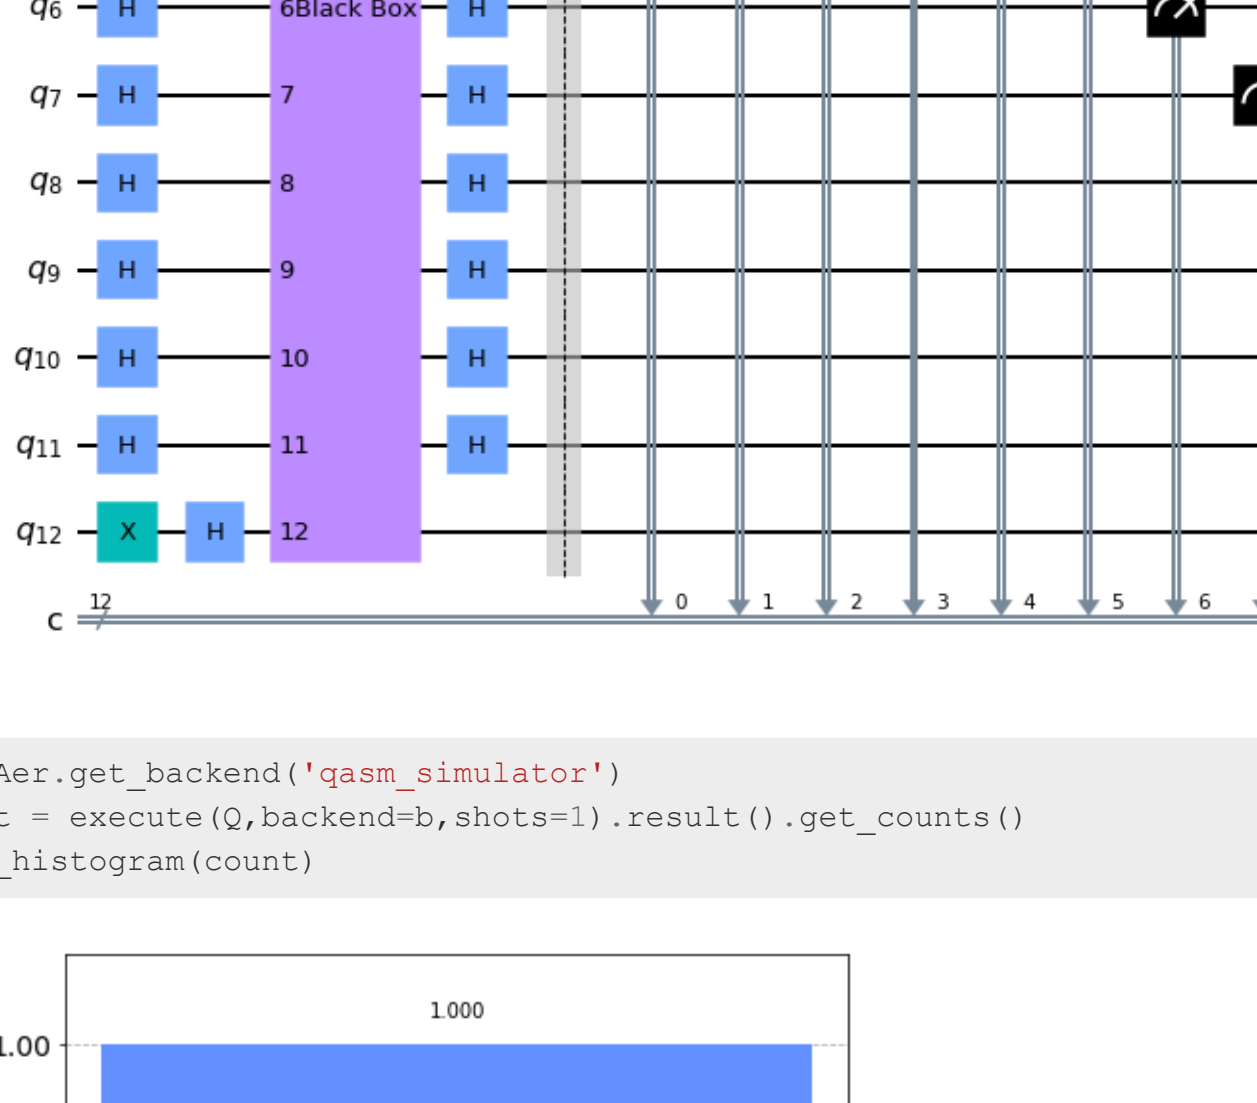 q6 H 6Black Box H
q7 H 7 H
q8 H 8 H
q9 H 9 H
q10 H 10 H
q11 H 11 H
q12 X H 12
12 0 1 2 3 4 5 6
c
Aer.get_backend('qasm_simulator')
t = execute(Q,backend=b,shots=1).result().get_counts()
_histogram(count)
1.000
1.00